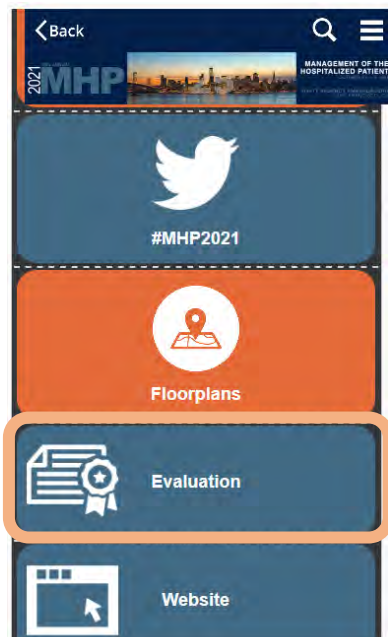 Back
2021
MHP
MANAGEMENT OF THE
HOSPITALIZED PATIENT
#MHP2021
Floorplans
Evaluation
Website